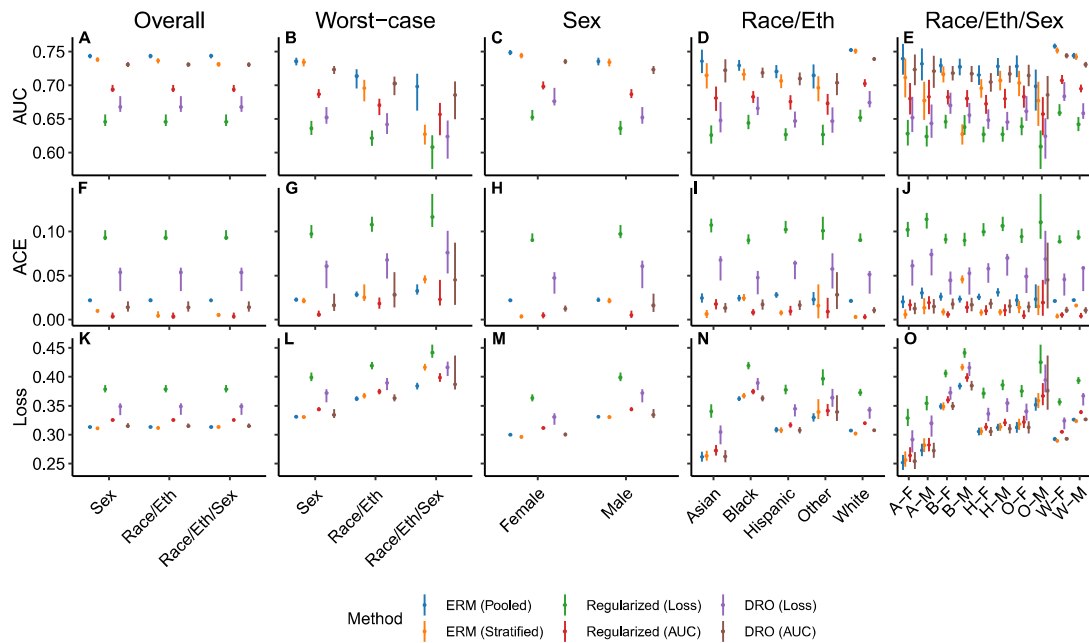 Overall Worst−case Sex Race/Eth Race/Eth/Sex
A B C D E
AUC
0.75
0.70
0.65
0.60
F G H I J
ACE
0.10
0.05
0.00
K L M N O
Loss
0.45
0.40
0.35
0.30
0.25
Sex Race/Eth Race/Eth/Sex Sex Race/Eth Race/Eth/Sex Female Male Asian Black Hispanic Other White A−F A−M B−F B−M H−F H−M O−F O−M W−F W−M
Method
ERM (Pooled) Regularized (Loss) DRO (Loss)
ERM (Stratified) Regularized (AUC) DRO (AUC)